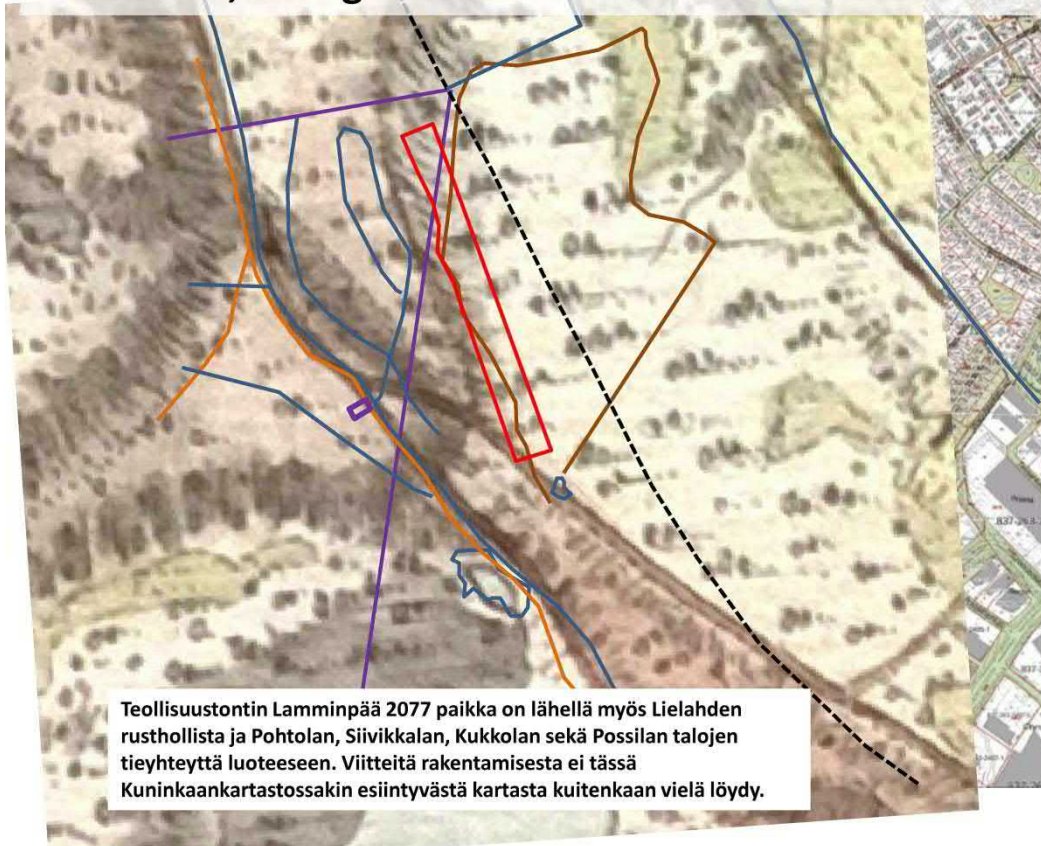 Teollisuustontin Lamminpää 2077 paikka on lähellä myös Lielahden
rusthollista ja Pohtolan, Siivikkalan, Kukkolan sekä Possilan talojen
tieyhteyttä luoteeseen. Viitteitä rakentamisesta ei tässä
Kuninkaankartastossakin esiintyvästä kartasta kuitenkaan vielä löydy.